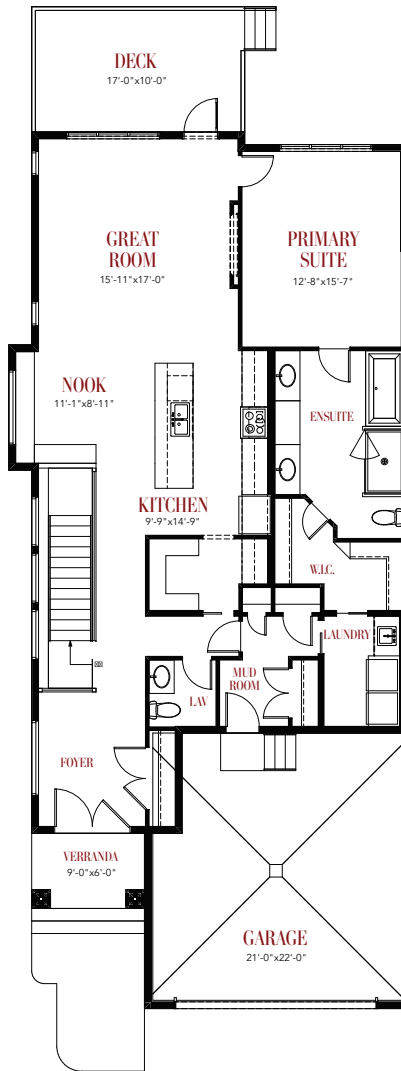 DECK
17'-0"x10'-0"
GREAT
ROOM
15'-11"x17'-0"
PRIMARY
SUITE
12'-8"x15'-7"
NOOK
11'-1"x8'-11"
ENSUITE
KITCHEN
9'-9"x14'-9"
W.I.C.
LAUNDRY
MUD
ROOM
LAV
FOYER
VERRANDA
9'-0"x6'-0"
GARAGE
21'-0"x22'-0"